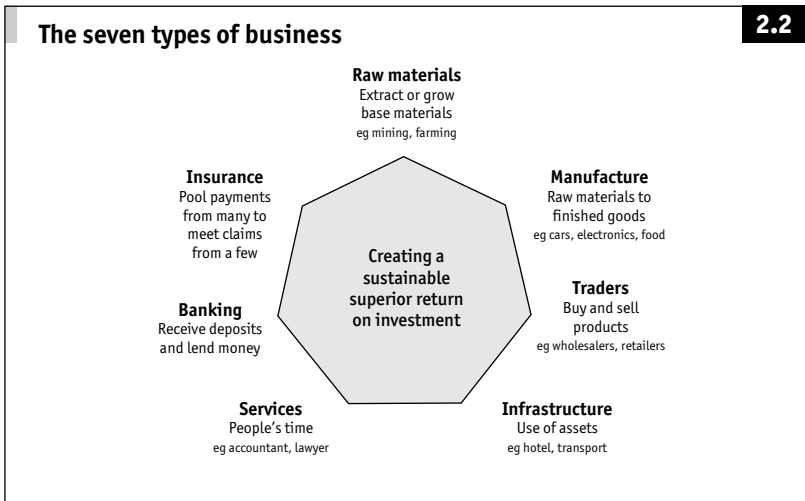 The seven types of business
2.2
Raw materials
Extract or grow
base materials
eg mining, farming
Insurance
Pool payments
from many to
meet claims
from a few
Manufacture
Raw materials to
finished goods
eg cars, electronics, food
Creating a
sustainable
superior return
on investment
Banking
Receive deposits
and lend money
Traders
Buy and sell
products
eg wholesalers, retailers
Services
People's time
eg accountant, lawyer
Infrastructure
Use of assets
eg hotel, transport